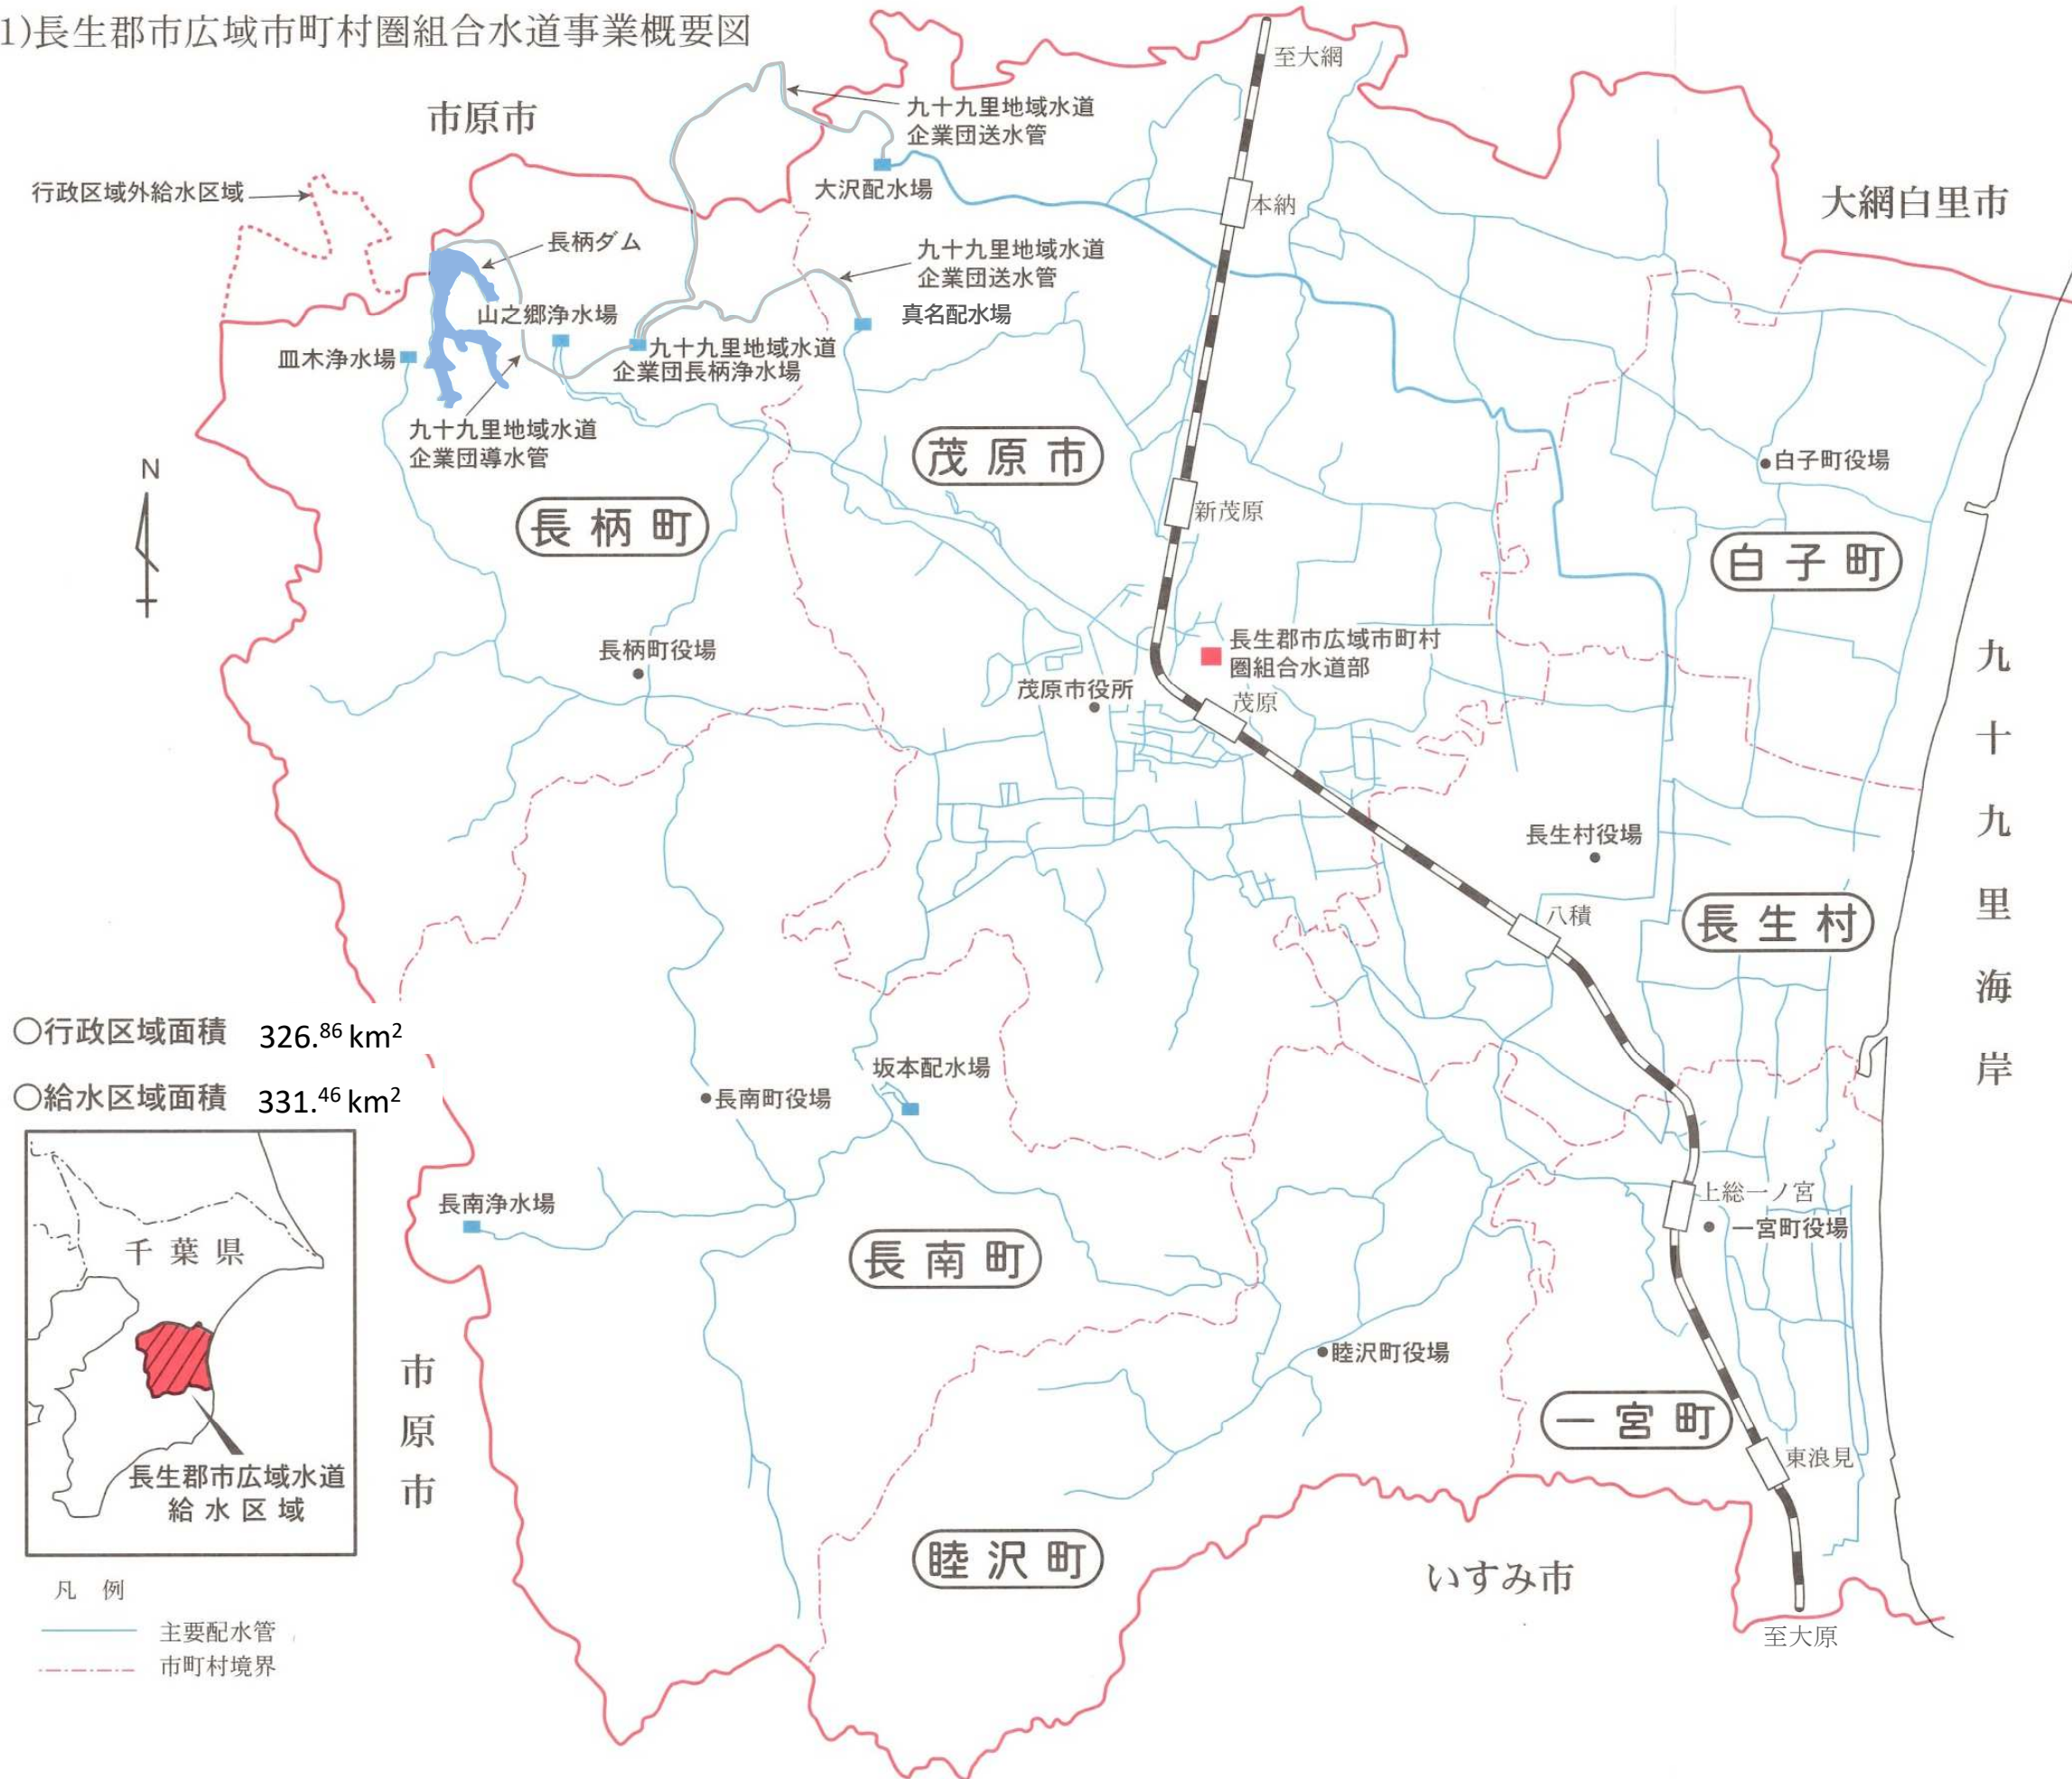 1)長生郡市広域市町村圏組合水道事業概要図
至大網
市原市
九十九里地域水道
企業団送水管
行政区域外給水区域
大沢配水場
本納
大網白里市
長柄ダム
九十九里地域水道
企業団送水管
山之郷浄水場
真名配水場
皿木浄水場
九十九里地域水道
企業団長柄浄水場
九十九里地域水道
企業団導水管
N
茂原市
白子町役場
長柄町
新茂原
白子町
長生郡市広域市町村
圏組合水道部
長柄町役場
茂原市役所
茂原
九十九里海岸
長生村役場
八積
長生村
○行政区域面積 326.86 km2
○給水区域面積 331.46 km2
坂本配水場
長南町役場
長南浄水場
上総一ノ宮
一宮町役場
千葉県
長南町
睦沢町役場
市原市
一宮町
東浪見
長生郡市広域水道
給水区域
睦沢町
いすみ市
凡例
主要配水管
市町村境界
至大原